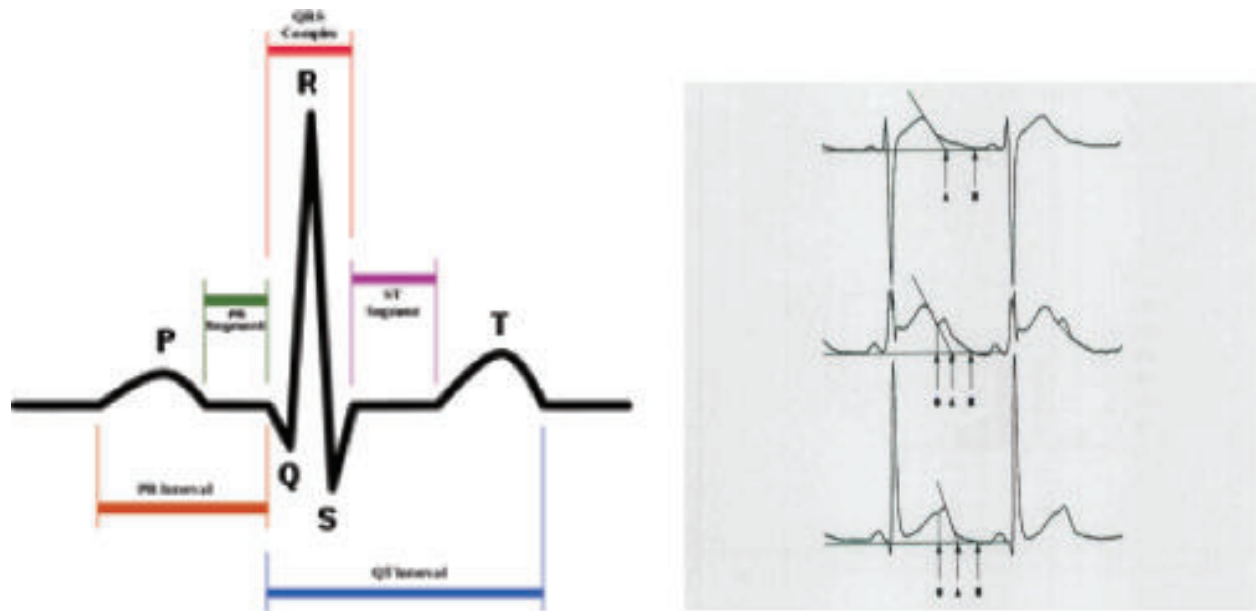 QRS
Complex
R
PR
Segment
ST
Segment
P
T
Q
S
PR Interval
QT Interval
A
A
A